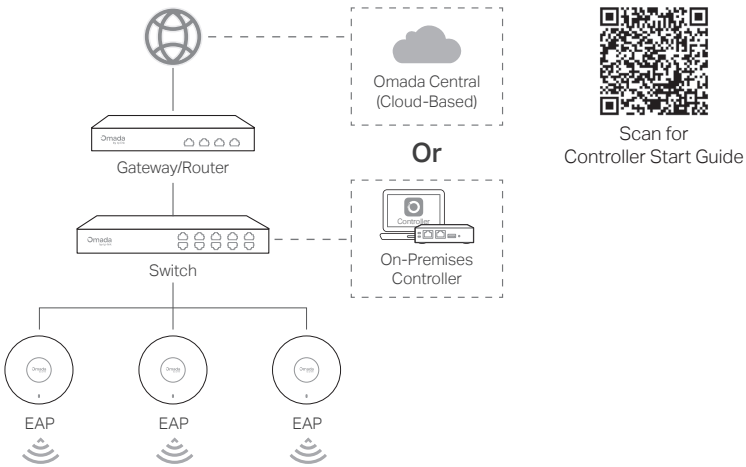 Omada Central
(Cloud-Based)
Scan for
Controller Start Guide
Omada
Gateway/Router
Or
Omada
Switch
Controller
On-Premises
Controller
Omada
Omada
Omada
EAP
EAP
EAP